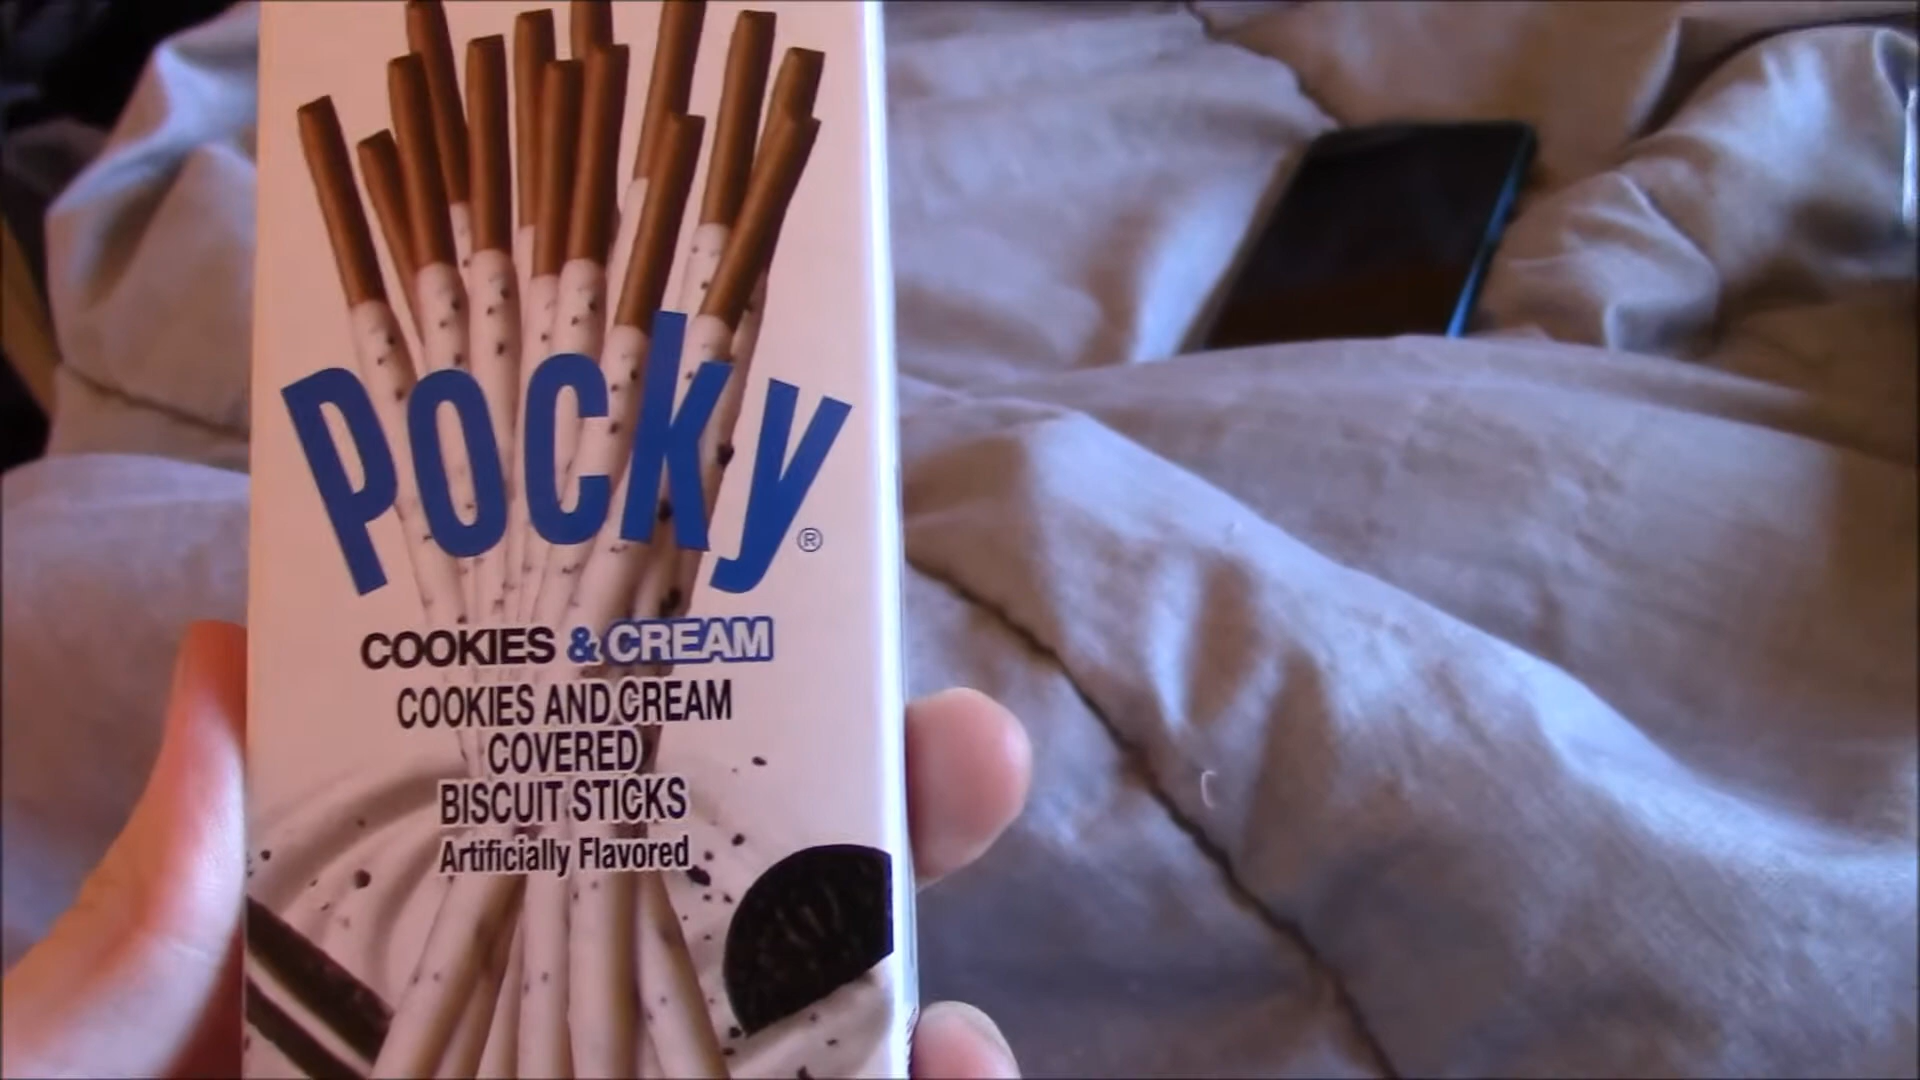 Pocky®
COOKIES & CREAM
COOKIES AND CREAM
COVERED
BISCUIT STICKS
Artificially Flavored